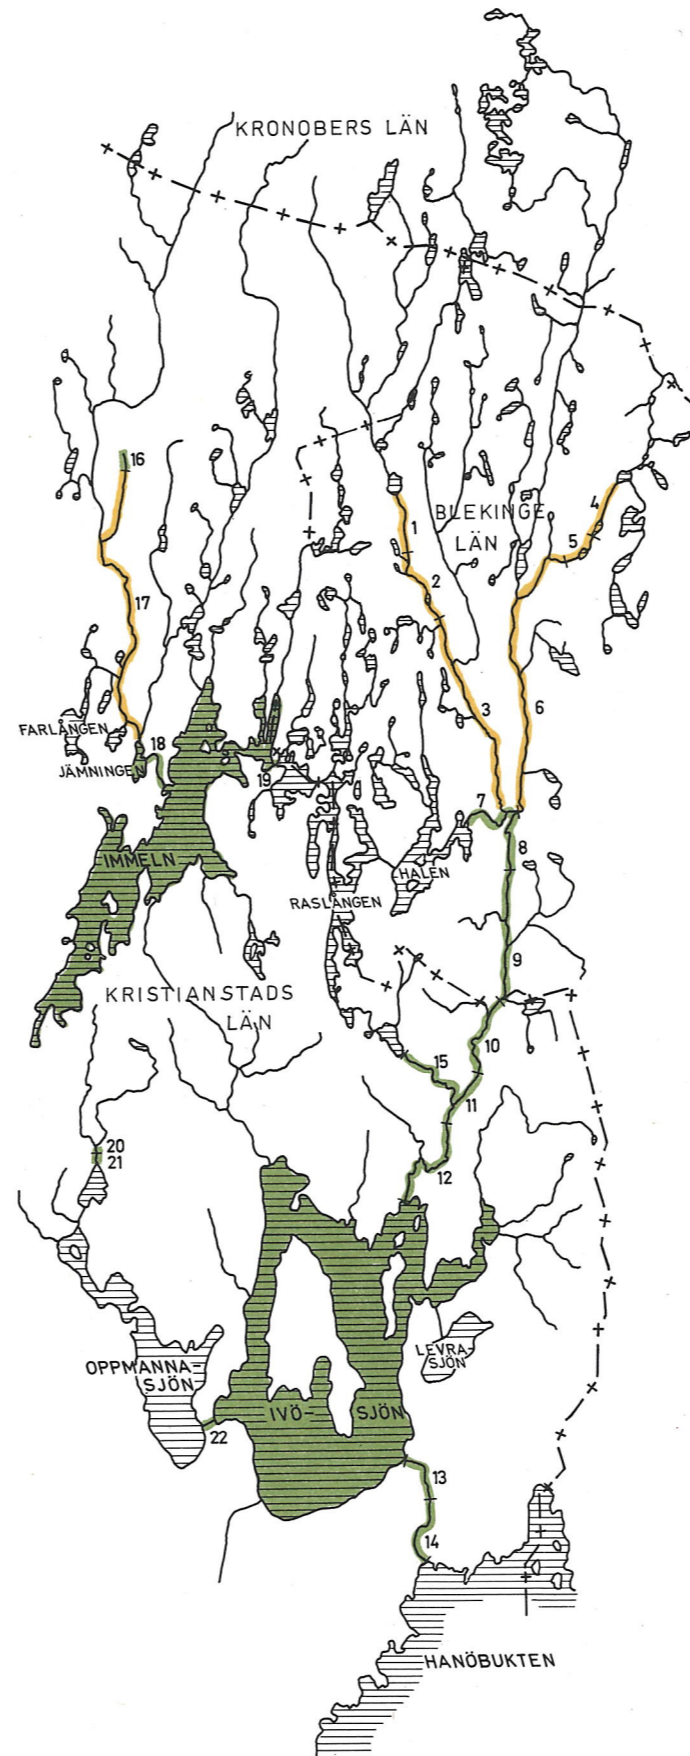 KRONOBERS LÄN
16
1
BLEKINGE
LÄN
4
5
2
17
3
6
FARLÅNGEN
18
JÄMNINGEN
19
7
8
IMMELN
HALEN
RASLÅNGEN
9
KRISTIANSTADS
LÄN
10
15
11
20
21
12
OPPMANNA-
SJÖN
LEVRA-
SJÖN
IVÖ-
SJÖN
22
13
14
HANÖBUKTEN